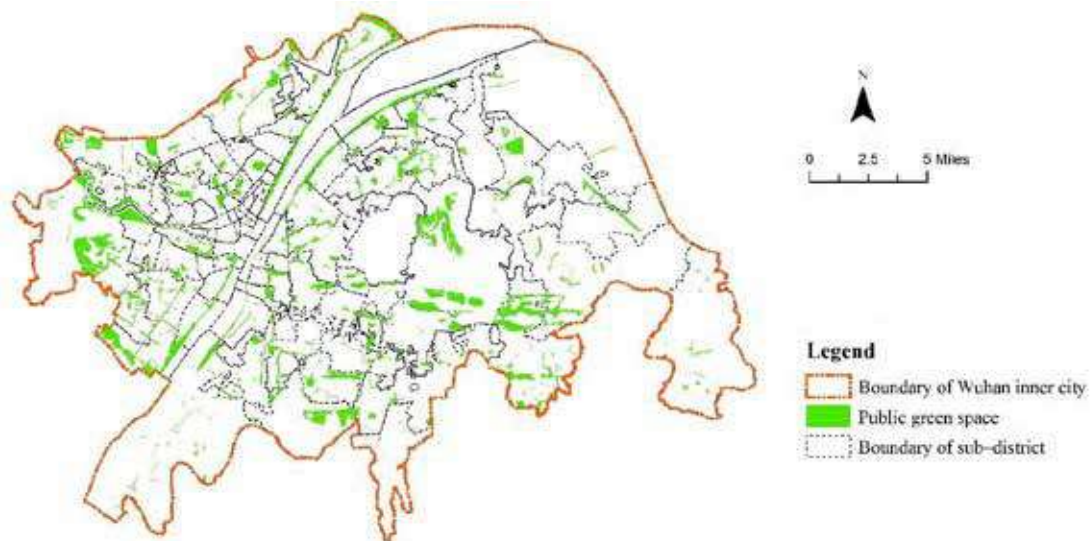 N
0 2.5 5 Miles
Legend
Boundary of Wuhan inner city
Public green space
Boundary of sub-district